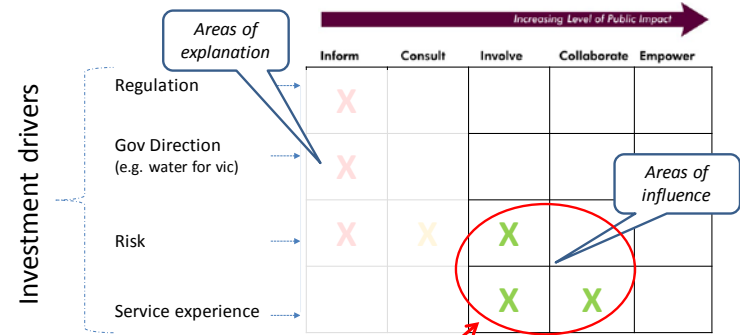 Increasing Level of Public Impact
Areas of
explanation
Inform Consult Involve Collaborate Empower
Investment drivers
Regulation
X
Gov Direction
(e.g. water for vic)
X
Areas of
influence
Risk
X X X
Service experience
X X